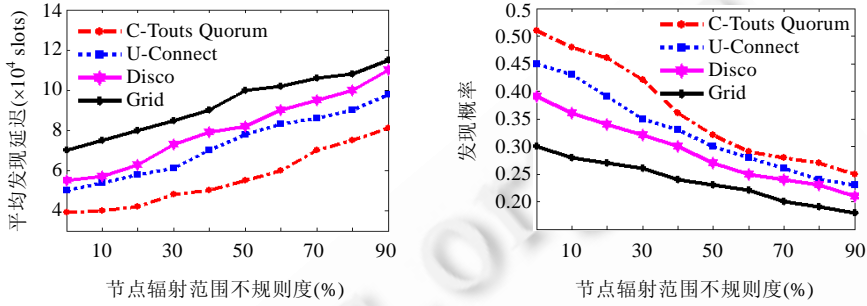 平均发现延迟(×10⁴ slots)
14
12
10
8
6
4
C-Touts Quorum
U-Connect
Disco
Grid
10 30 50 70 90
节点辐射范围不规则度(%)
发现概率
0.5
0.45
0.40
0.35
0.30
0.25
0.20
C-Touts Quorum
U-Connect
Disco
Grid
10 30 50 70 90
节点辐射范围不规则度(%)